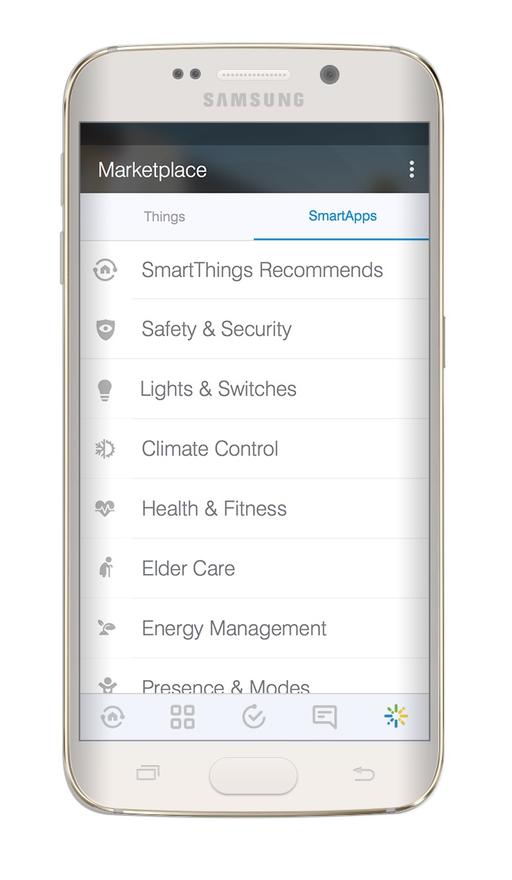 SAMSUNG
Marketplace
Things
SmartApps
SmartThings Recommends
Safety & Security
Lights & Switches
Climate Control
Health & Fitness
Elder Care
Energy Management
Presence & Modes